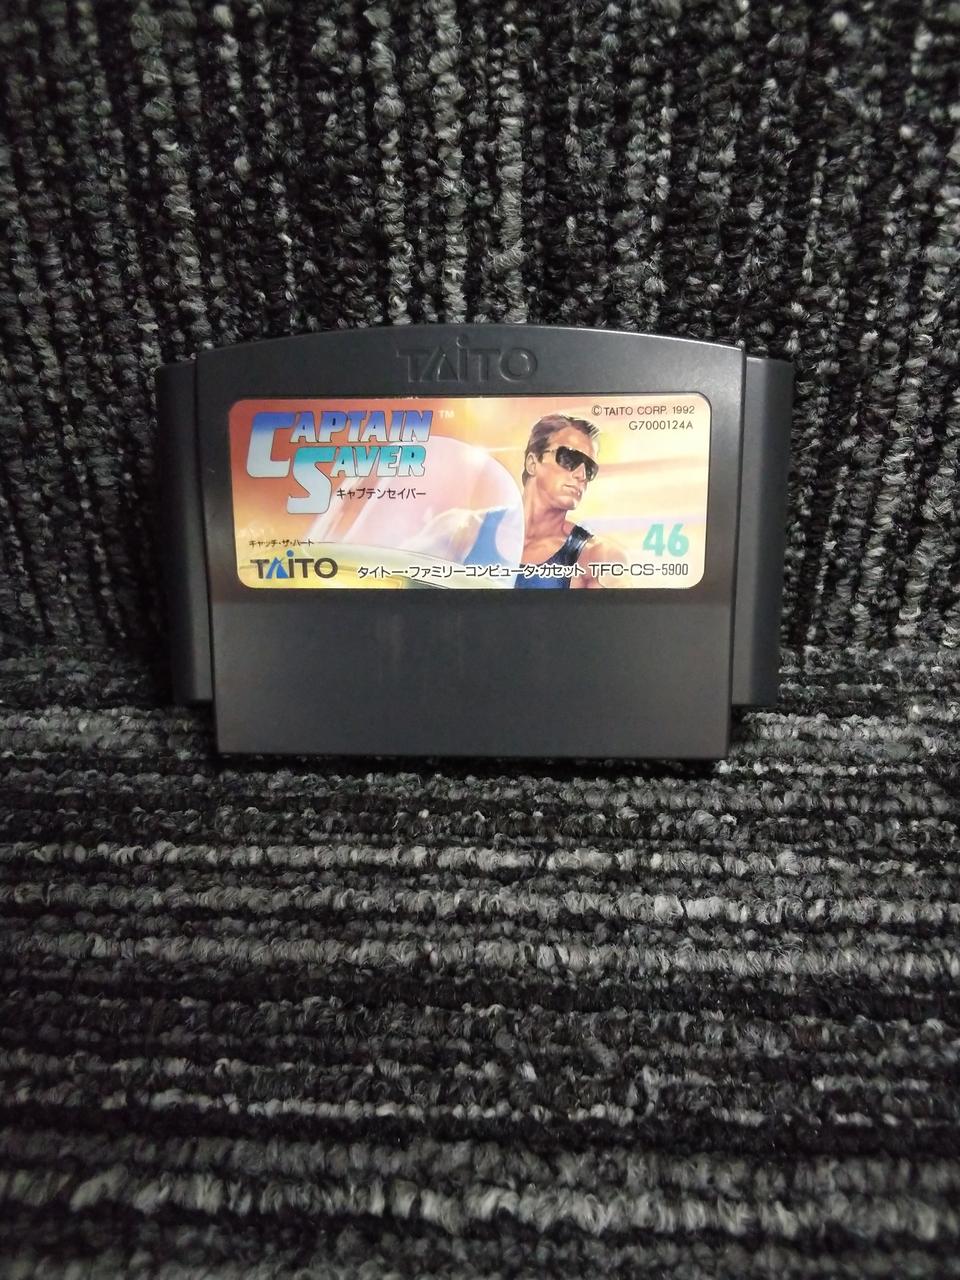 TAITO
CAPTAIN SAVER™
キャプテンセイバー
©TAITO CORP. 1992
G7000124A
46
キャッチ・ザ・ハート
TAITO
タイトー・ファミリーコンピュータ・カセット TFC-CS-5900